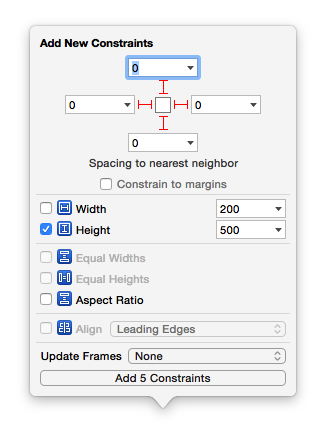 Add New Constraints
0
0 0
0
Spacing to nearest neighbor
Constrain to margins
Width 200
Height 500
Equal Widths
Equal Heights
Aspect Ratio
Align Leading Edges
Update Frames None
Add 5 Constraints